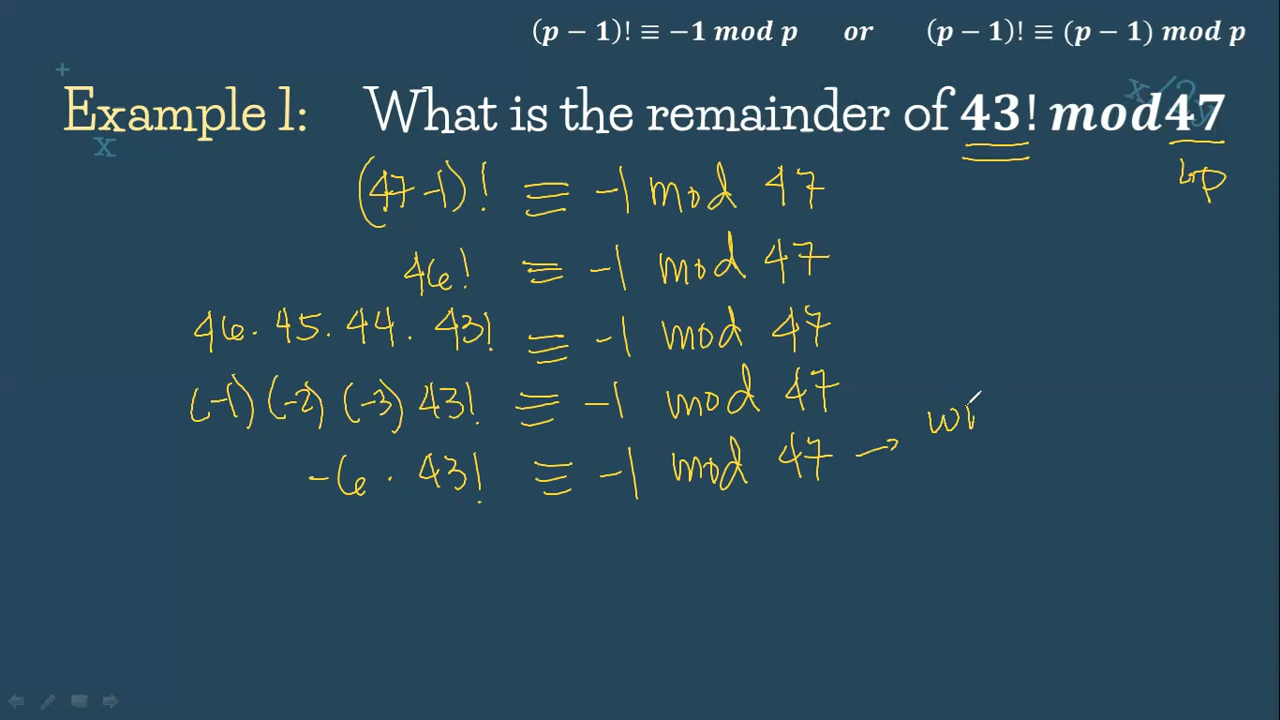 (p − 1)! ≡ −1 mod p or (p − 1)! ≡ (p − 1) mod p
Example 1: What is the remainder of 43! mod47
↳p
(47-1)! ≡ -1 mod 47
46! ≡ -1 mod 47
46. 45. 44. 43! ≡ -1 mod 47
(-1) (-2) (-3) 43! ≡ -1 mod 47
-6 . 43! ≡ -1 mod 47 →